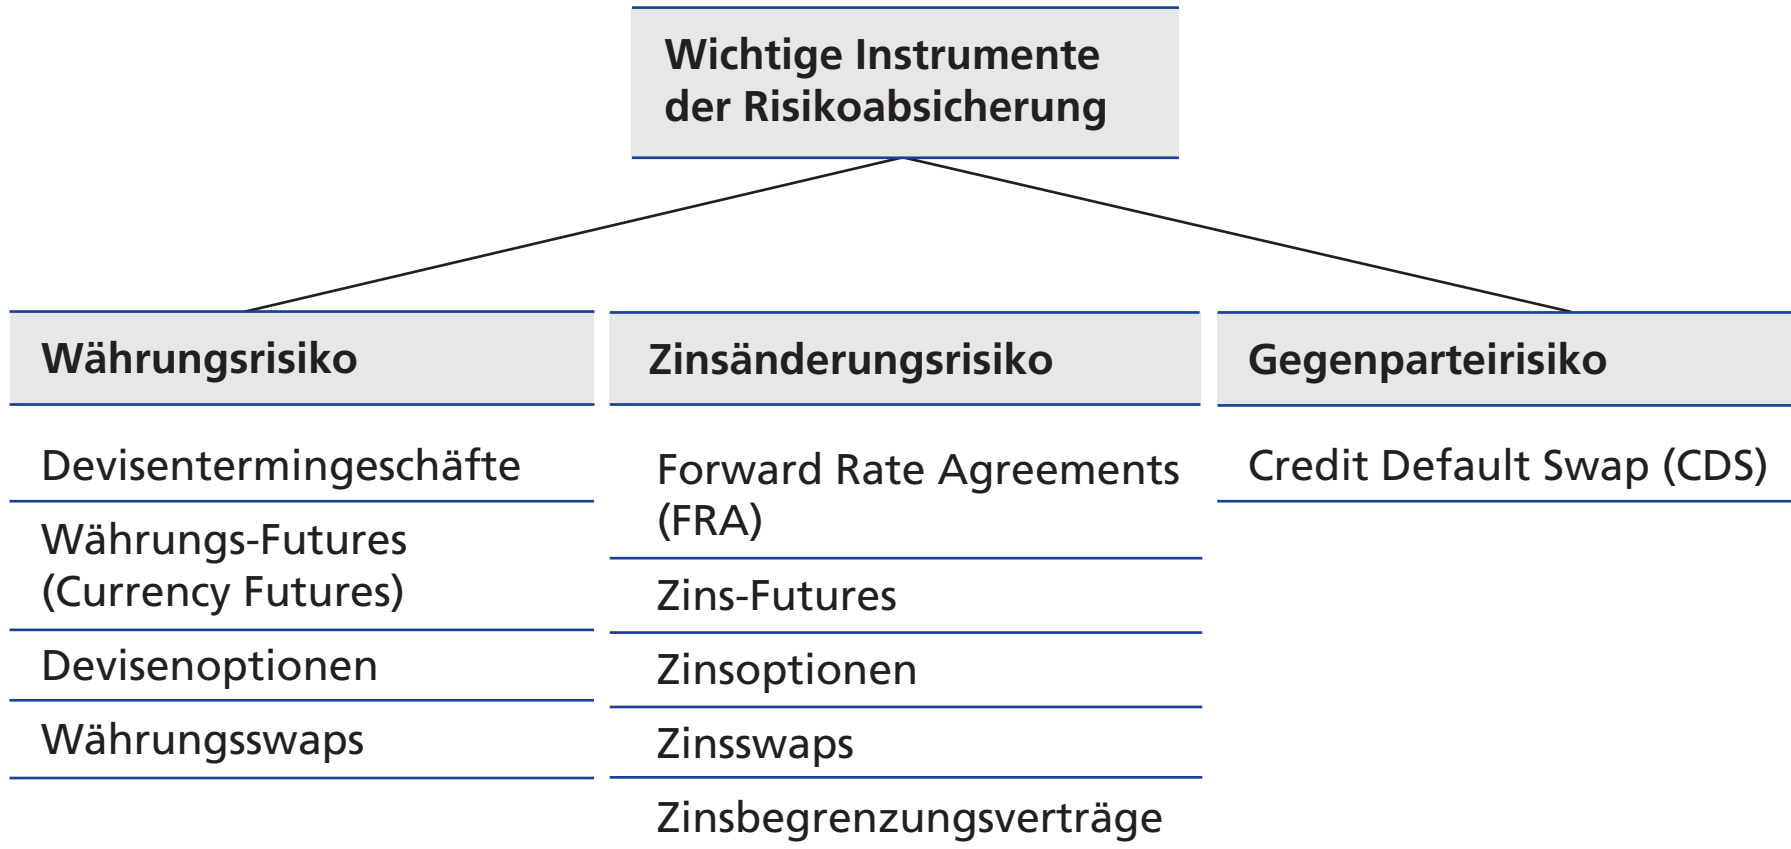 Wichtige Instrumente
der Risikoabsicherung
Währungsrisiko
Devisentermingeschäfte
Währungs-Futures
(Currency Futures)
Devisenoptionen
Währungsswaps
Zinsänderungsrisiko
Forward Rate Agreements
(FRA)
Zins-Futures
Zinsoptionen
Zinsswaps
Zinsbegrenzungsverträge
Gegenparteirisiko
Credit Default Swap (CDS)